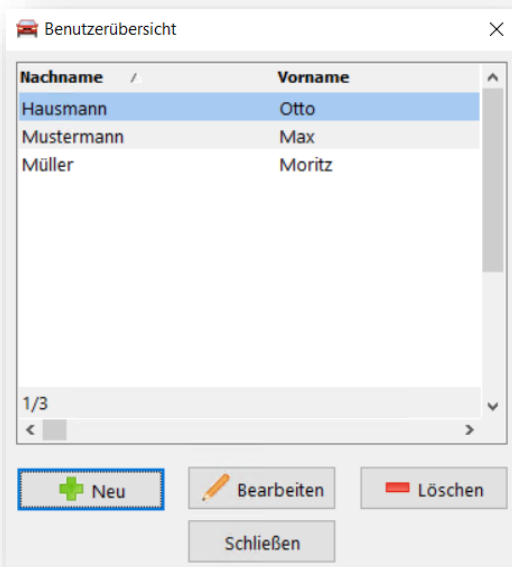 Benutzerübersicht
Nachname Vorname
Hausmann Otto
Mustermann Max
Müller Moritz
1/3
Neu Bearbeiten Löschen
Schließen